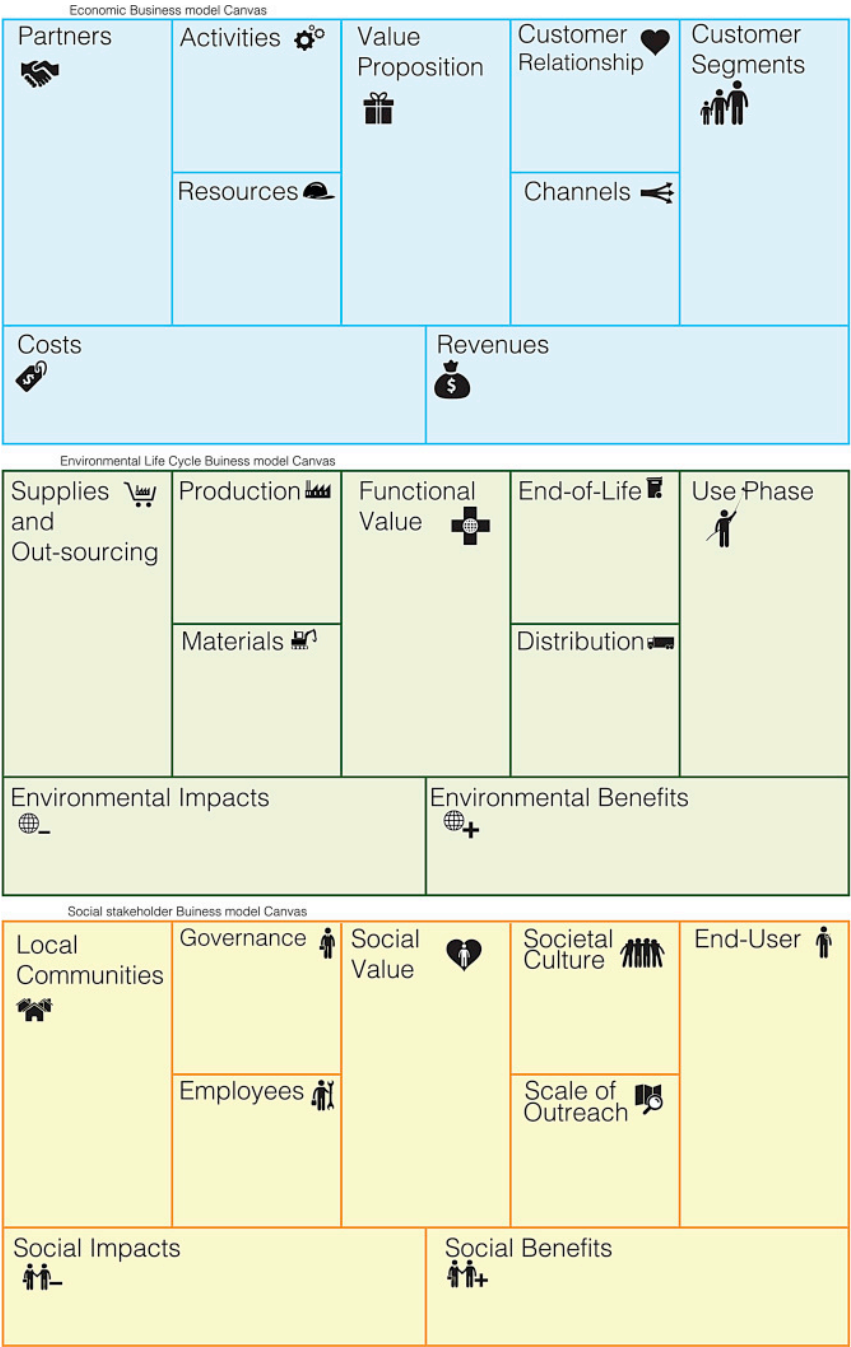 Economic Business model Canvas
Partners
Activities
Value
Proposition
Customer
Relationship
Customer
Segments
Resources
Channels
Costs
$
Revenues
$
Environmental Life Cycle Buiness model Canvas
Supplies
and
Out-sourcing
Production
Functional
Value
End-of-Life
Use Phase
Materials
Distribution
Environmental Impacts
Environmental Benefits
Social stakeholder Buiness model Canvas
Local
Communities
Governance
Social
Value
Societal
Culture
End-User
Employees
Scale of
Outreach
Social Impacts
Social Benefits